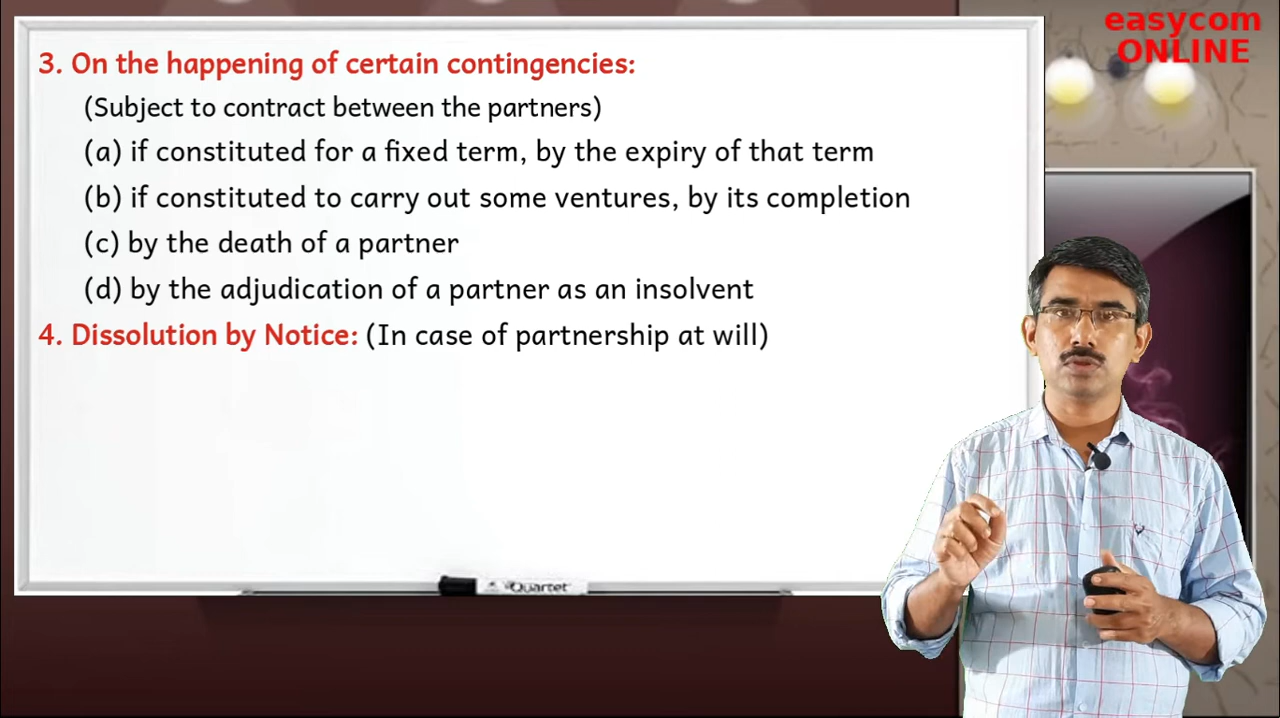 easycom
ONLINE
3. On the happening of certain contingencies:
(Subject to contract between the partners)
(a) if constituted for a fixed term, by the expiry of that term
(b) if constituted to carry out some ventures, by its completion
(c) by the death of a partner
(d) by the adjudication of a partner as an insolvent
4. Dissolution by Notice: (In case of partnership at will)
Quartet